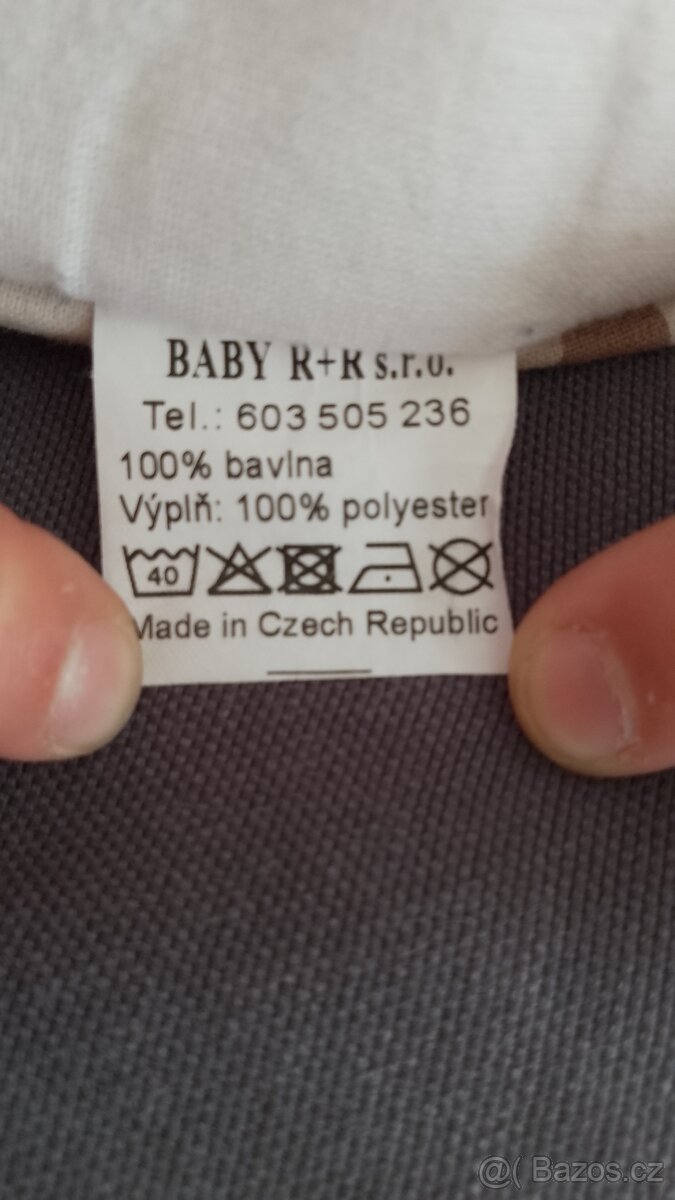 BABY R+R s.r.o.
Tel.: 603 505 236
100% bavlna
Výplň: 100% polyester
40
Made in Czech Republic
@( Bazos.cz